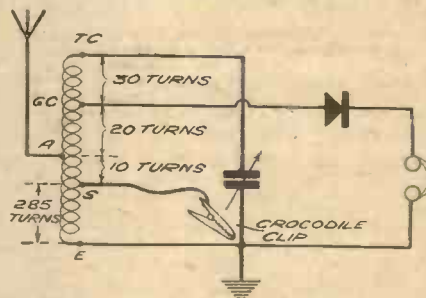 TC
30 TURNS
GC
20 TURNS
A
10 TURNS
S
285
TURNS
CROCODILE
CLIP
E